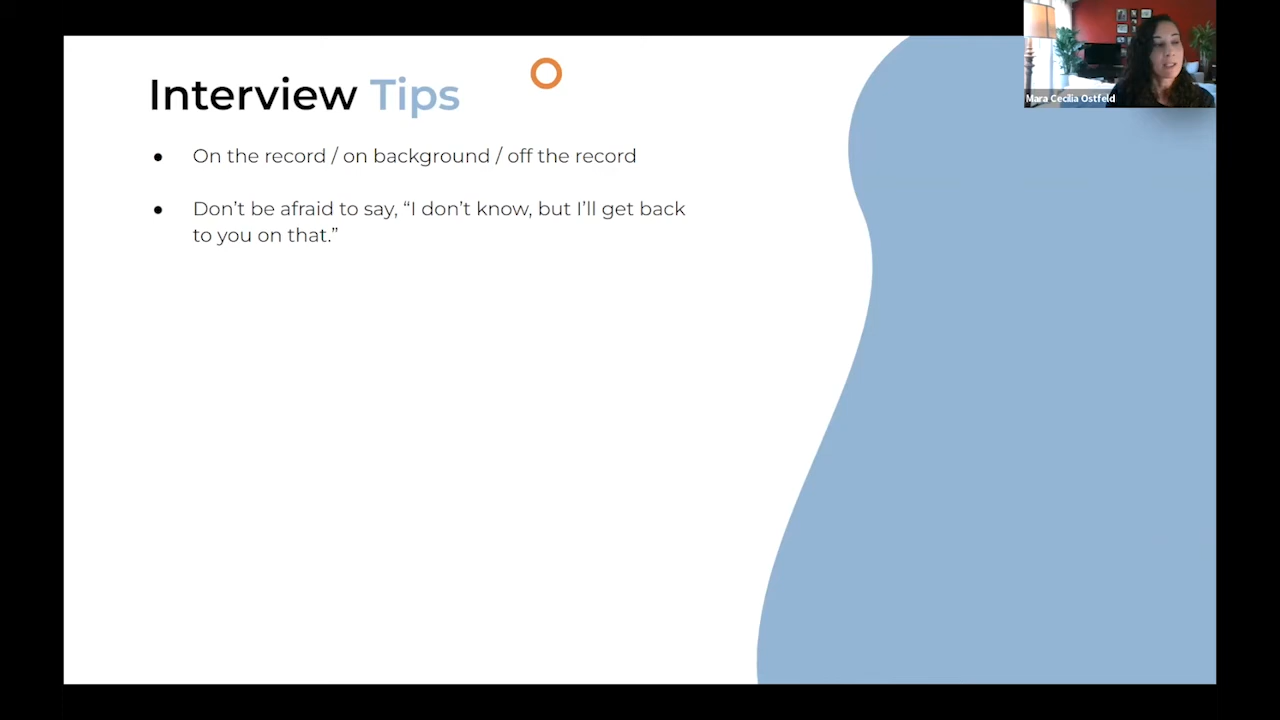 Interview Tips
On the record / on background / off the record
Don't be afraid to say, “I don't know, but I'll get back
to you on that.”
Mara Cecilia Ostfeld